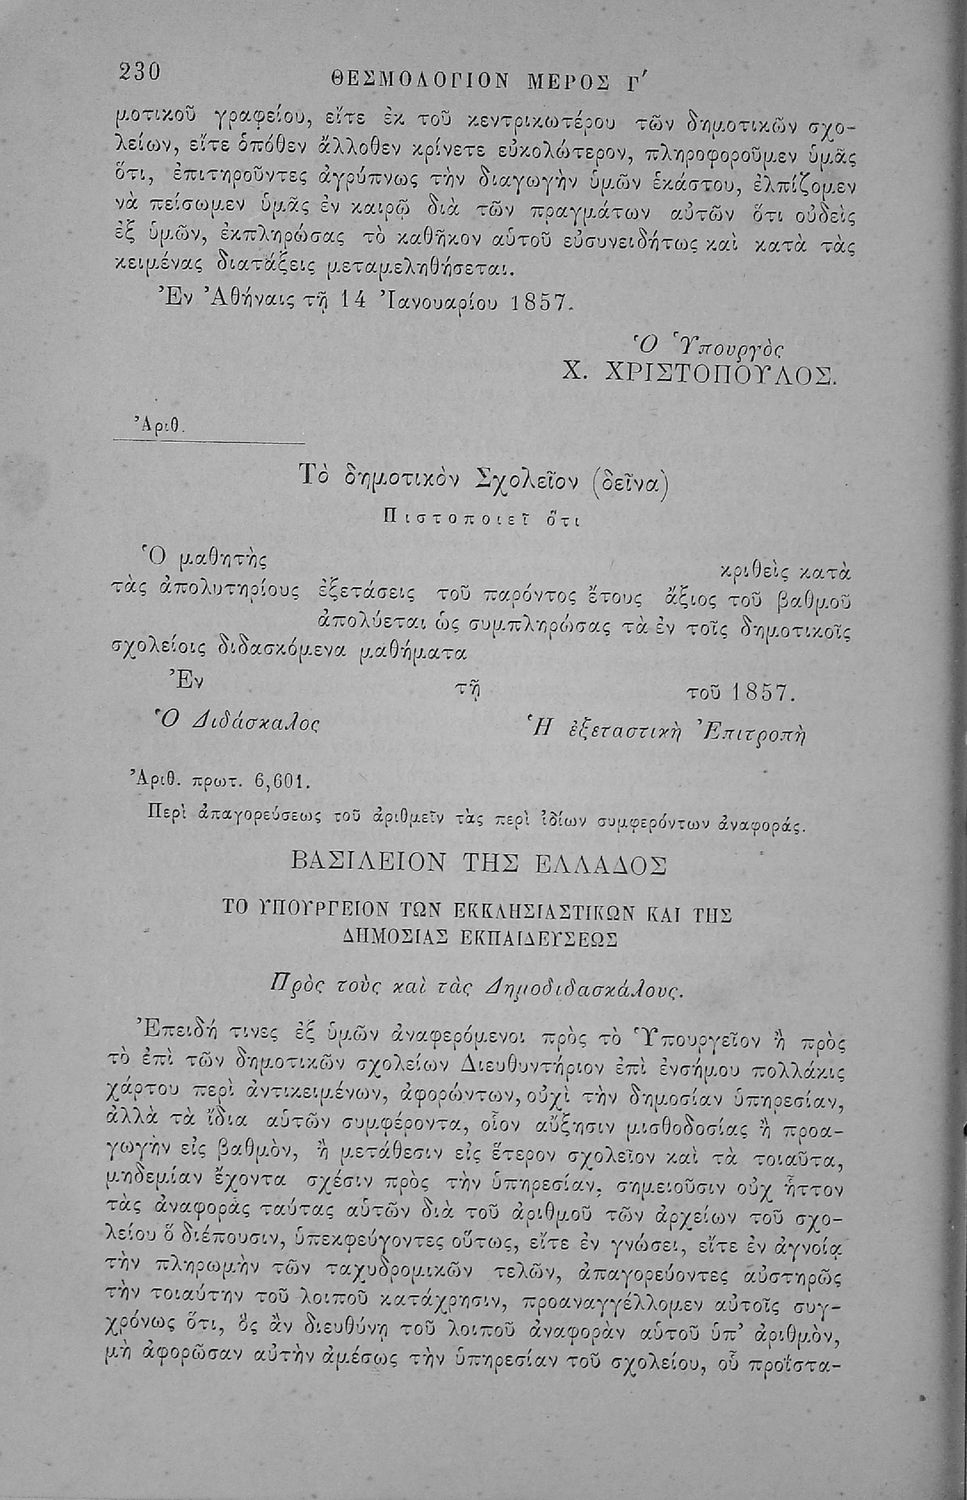 230
ΘΕΣΜΟΛΟΓΙΟΝ ΜΕΡΟΣ Γ΄
μοτικοῦ γραφείου, εἴτε ἐκ τοῦ κεντρικωτέρου τῶν δημοτικῶν σχο-
λείων, εἴτε ὁπόθεν ἄλλοθεν κρίνετε εὐκολώτερον, πληροφοροῦμεν ὑμᾶς
ὅτι, ἐπιτηροῦντες ἀγρύπνως τὴν διαγωγὴν ὑμῶν ἑκάστου, ἐλπίζομεν
νὰ πείσωμεν ὑμᾶς ἐν καιρῷ διὰ τῶν πραγμάτων αὐτῶν ὅτι οὐδεὶς
ἐξ ὑμῶν, ἐκπληρώσας τὸ καθῆκον αὑτοῦ εὐσυνειδήτως καὶ κατὰ τὰς
κειμένας διατάξεις μεταμεληθήσεται.
Ἐν Ἀθήναις τῇ 14 Ἰανουαρίου 1857.
Ὁ Ὑπουργὸς
Χ. ΧΡΙΣΤΟΠΟΥΛΟΣ.
Ἀριθ.
Τὸ δημοτικὸν Σχολεῖον (δεῖνα)
Πιστοποιεῖ ὅτι
Ὁ μαθητὴς κριθεὶς κατὰ
τὰς ἀπολυτηρίους ἐξετάσεις τοῦ παρόντος ἔτους ἄξιος τοῦ βαθμοῦ
ἀπολύεται ὡς συμπληρώσας τὰ ἐν τοῖς δημοτικοῖς
σχολείοις διδασκόμενα μαθήματα
Ἐν τῇ τοῦ 1857.
Ὁ Διδάσκαλος Ἡ ἐξεταστικὴ Ἐπιτροπὴ
Ἀριθ. πρωτ. 6,601.
Περὶ ἀπαγορεύσεως τοῦ ἀριθμεῖν τὰς περὶ ἰδίων συμφερόντων ἀναφοράς.
ΒΑΣΙΛΕΙΟΝ ΤΗΣ ΕΛΛΑΔΟΣ
ΤΟ ΥΠΟΥΡΓΕΙΟΝ ΤΩΝ ΕΚΚΛΗΣΙΑΣΤΙΚΩΝ ΚΑΙ ΤΗΣ
ΔΗΜΟΣΙΑΣ ΕΚΠΑΙΔΕΥΣΕΩΣ
Πρὸς τοὺς καὶ τὰς Δημοδιδασκάλους.
Ἐπειδή τινες ἐξ ὑμῶν ἀναφερόμενοι πρὸς τὸ Ὑπουργεῖον ἢ πρὸς
τὸ ἐπὶ τῶν δημοτικῶν σχολείων Διευθυντήριον ἐπὶ ἐνσήμου πολλάκις
χάρτου περὶ ἀντικειμένων, ἀφορώντων, οὐχὶ τὴν δημοσίαν ὑπηρεσίαν,
ἀλλὰ τὰ ἴδια αὑτῶν συμφέροντα, οἷον αὔξησιν μισθοδοσίας ἢ προα-
γωγὴν εἰς βαθμὸν, ἢ μετάθεσιν εἰς ἕτερον σχολεῖον καὶ τὰ τοιαῦτα,
μηδεμίαν ἔχοντα σχέσιν πρὸς τὴν ὑπηρεσίαν, σημειοῦσιν οὐχ ἧττον
τὰς ἀναφορὰς ταύτας αὑτῶν διὰ τοῦ ἀριθμοῦ τῶν ἀρχείων τοῦ σχο-
λείου ὃ διέπουσιν, ὑπεκφεύγοντες οὕτως, εἴτε ἐν γνώσει, εἴτε ἐν ἀγνοίᾳ
τὴν πληρωμὴν τῶν ταχυδρομικῶν τελῶν, ἀπαγορεύοντες αὐστηρῶς
τὴν τοιαύτην τοῦ λοιποῦ κατάχρησιν, προαναγγέλλομεν αὐτοῖς συγ-
χρόνως ὅτι, ὃς ἂν διευθύνῃ τοῦ λοιποῦ ἀναφορὰν αὑτοῦ ὑπ’ ἀριθμὸν,
μὴ ἀφορῶσαν αὐτὴν ἀμέσως τὴν ὑπηρεσίαν τοῦ σχολείου, οὗ προΐστα-